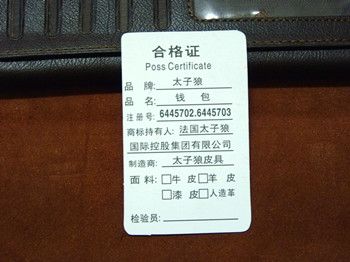 合格证
Poss Certificate
品 牌: 太子狼
品 名: 钱 包
注 册 号: 6445702.6445703
商标持有人: 法国太子狼
国际控股集团有限公司
制造商: 太子狼皮具
面 料: □牛 皮□羊 皮
□漆 皮□人造革
检验员: